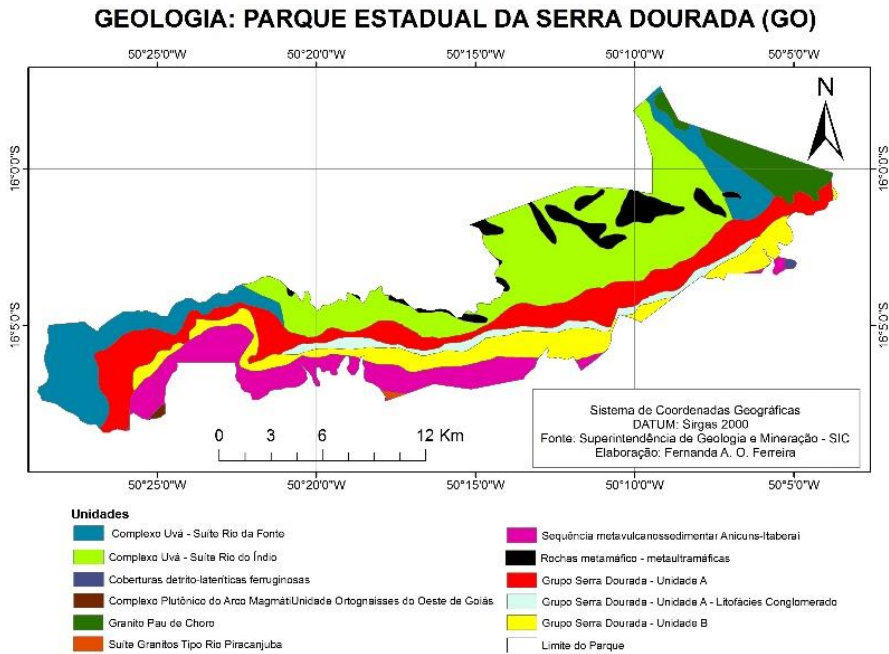 GEOLOGIA: PARQUE ESTADUAL DA SERRA DOURADA (GO)
50°25'0"W 50°20'0"W 50°15'0"W 50°10'0"W 50°5'0"W
N
16°0'0"S 16°0'0"S
16°5'0"S 16°5'0"S
0 3 6 12 Km
Sistema de Coordenadas Geográficas
DATUM: Sirgas 2000
Fonte: Superintendência de Geologia e Mineração - SIC
Elaboração: Fernanda A. O. Ferreira
50°25'0"W 50°20'0"W 50°15'0"W 50°10'0"W 50°5'0"W
Unidades
Complexo Uvá - Suíte Rio da Fonte
Complexo Uvá - Suíte Rio do Índio
Coberturas detrito-lateríticas ferruginosas
Complexo Plutônico do Arco MagmátiUnidade Ortognaisses do Oeste de Goiás
Granito Pau de Choro
Suíte Granitos Tipo Rio Piracanjuba
Sequência metavulcanossedimentar Anicuns-Itaberaí
Rochas metamáfico - metaultramáficas
Grupo Serra Dourada - Unidade A
Grupo Serra Dourada - Unidade A - Litofácies Conglomerado
Grupo Serra Dourada - Unidade B
Limite do Parque